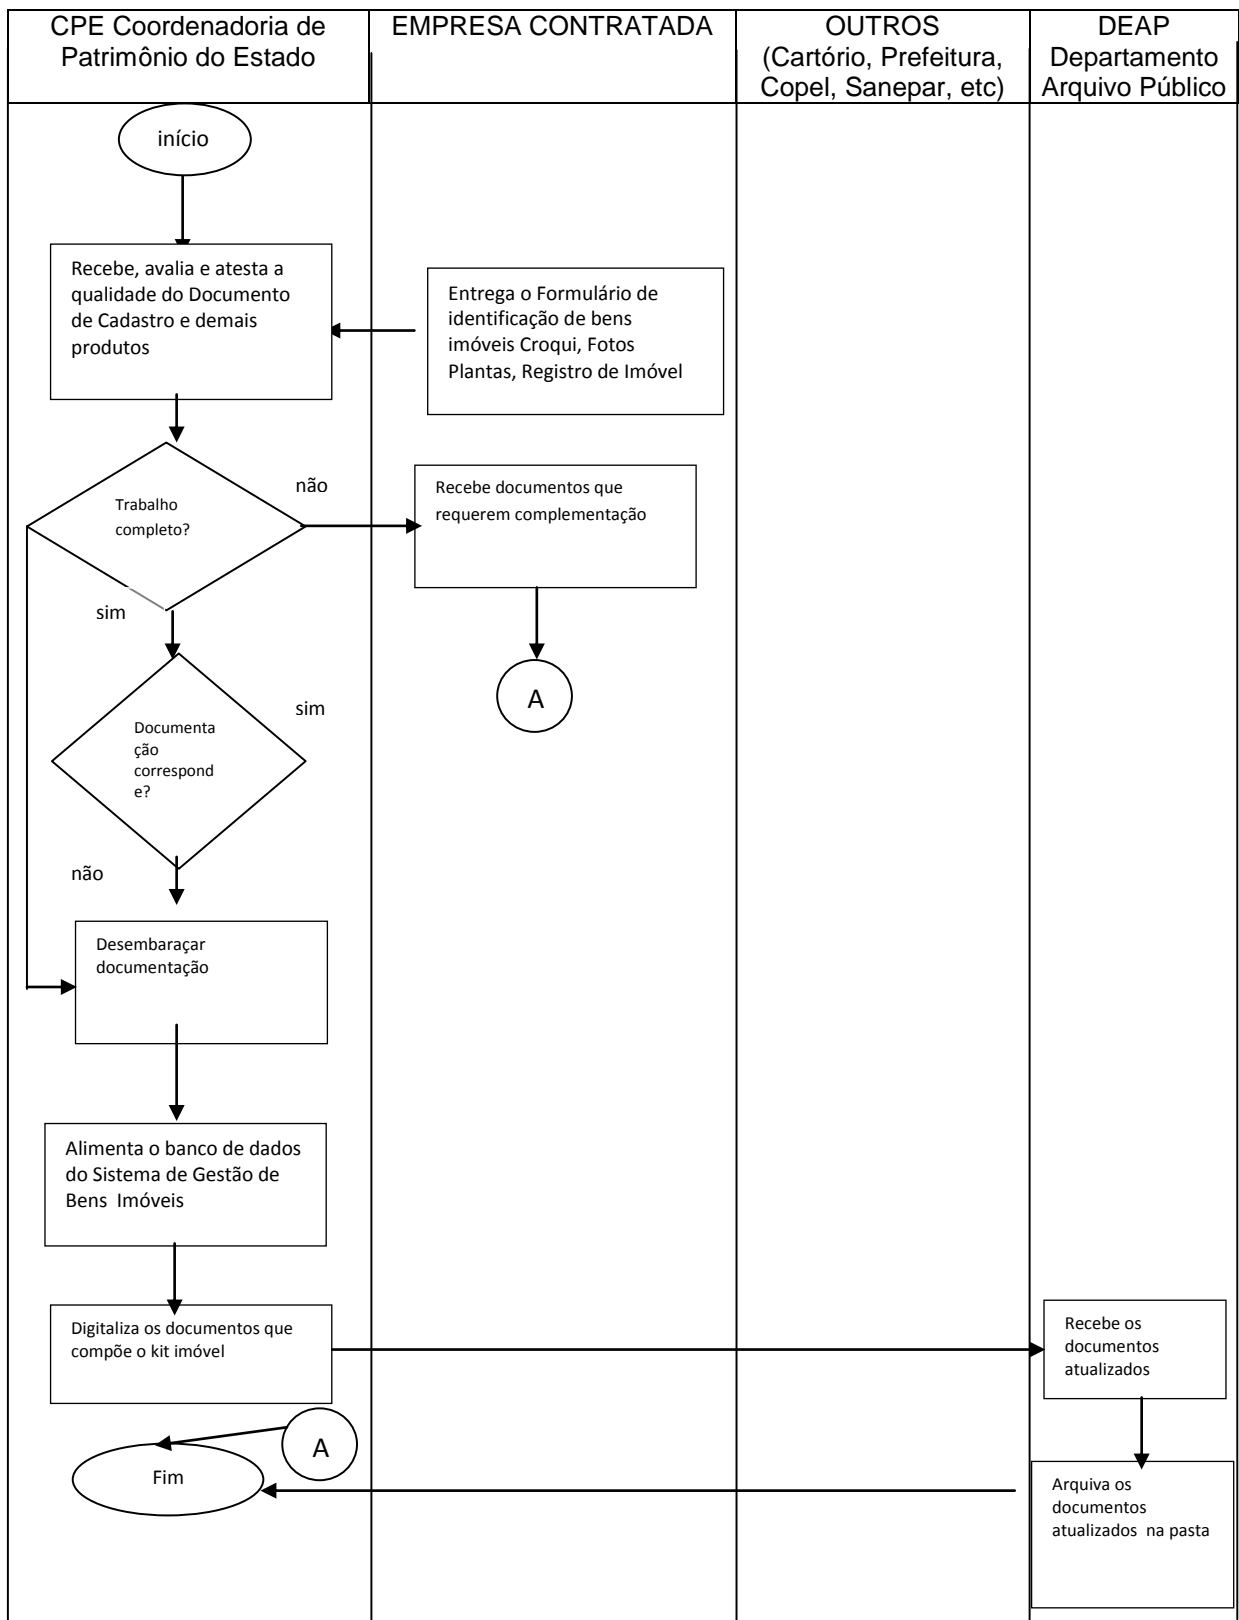 CPE Coordenadoria de
Patrimônio do Estado
EMPRESA CONTRATADA
OUTROS
(Cartório, Prefeitura,
Copel, Sanepar, etc)
DEAP
Departamento
Arquivo Público
início
Recebe, avalia e atesta a
qualidade do Documento
de Cadastro e demais
produtos
Entrega o Formulário de
identificação de bens
imóveis Croqui, Fotos
Plantas, Registro de Imóvel
Trabalho
completo?
não
Recebe documentos que
requerem complementação
sim
A
Documenta
ção
correspond
e?
sim
não
Desembaraçar
documentação
Alimenta o banco de dados
do Sistema de Gestão de
Bens  Imóveis
Digitaliza os documentos que
compõe o kit imóvel
Recebe os
documentos
atualizados
A
Fim
Arquiva os
documentos
atualizados  na pasta